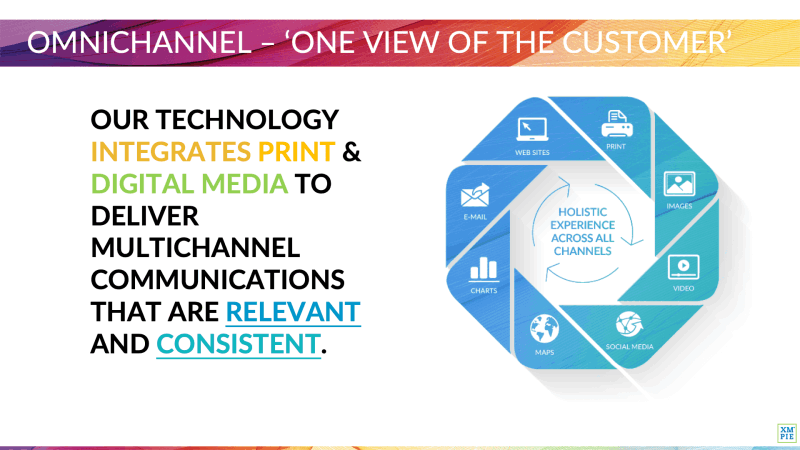 OMNICHANNEL – ‘ONE VIEW OF THE CUSTOMER’
OUR TECHNOLOGY
INTEGRATES PRINT &
DIGITAL MEDIA TO
DELIVER
MULTICHANNEL
COMMUNICATIONS
THAT ARE RELEVANT
AND CONSISTENT.
WEB SITES
PRINT
E-MAIL
IMAGES
HOLISTIC
EXPERIENCE
ACROSS ALL
CHANNELS
CHARTS
VIDEO
MAPS
SOCIAL MEDIA
XM
PIE